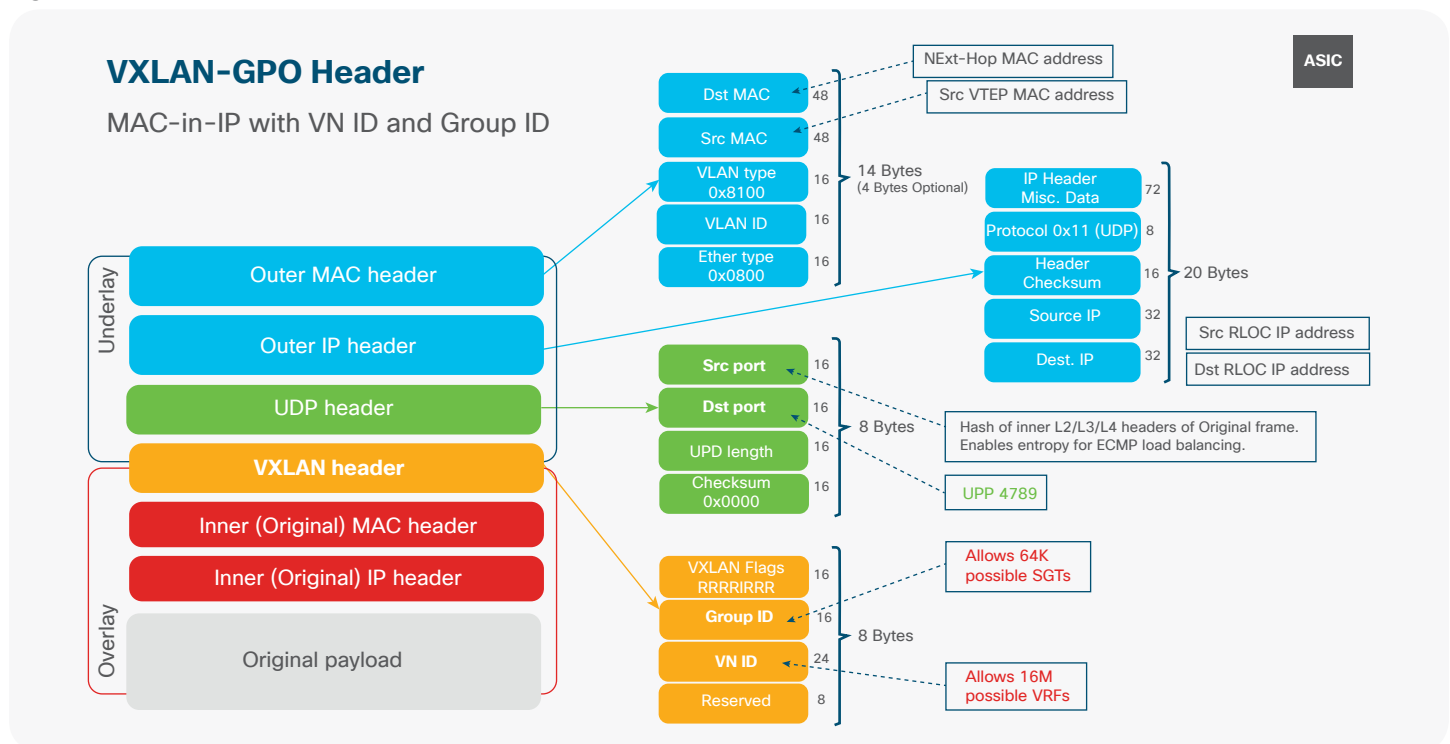 VXLAN-GPO Header
MAC-in-IP with VN ID and Group ID
ASIC
Underlay
Outer MAC header
Outer IP header
UDP header
VXLAN header
Overlay
Inner (Original) MAC header
Inner (Original) IP header
Original payload
Dst MAC
48
Src MAC
48
VLAN type
0x8100
16
VLAN ID
16
Ether type
0x0800
16
14 Bytes
(4 Bytes Optional)
NExt-Hop MAC address
Src VTEP MAC address
IP Header
Misc. Data
72
Protocol 0x11 (UDP)
8
Header
Checksum
16
Source IP
32
Dest. IP
32
20 Bytes
Src RLOC IP address
Dst RLOC IP address
Src port
16
Dst port
16
UPD length
16
Checksum
0x0000
16
8 Bytes
Hash of inner L2/L3/L4 headers of Original frame.
Enables entropy for ECMP load balancing.
UPP 4789
VXLAN Flags
RRRRIRRR
16
Group ID
16
VN ID
24
Reserved
8
8 Bytes
Allows 64K
possible SGTs
Allows 16M
possible VRFs